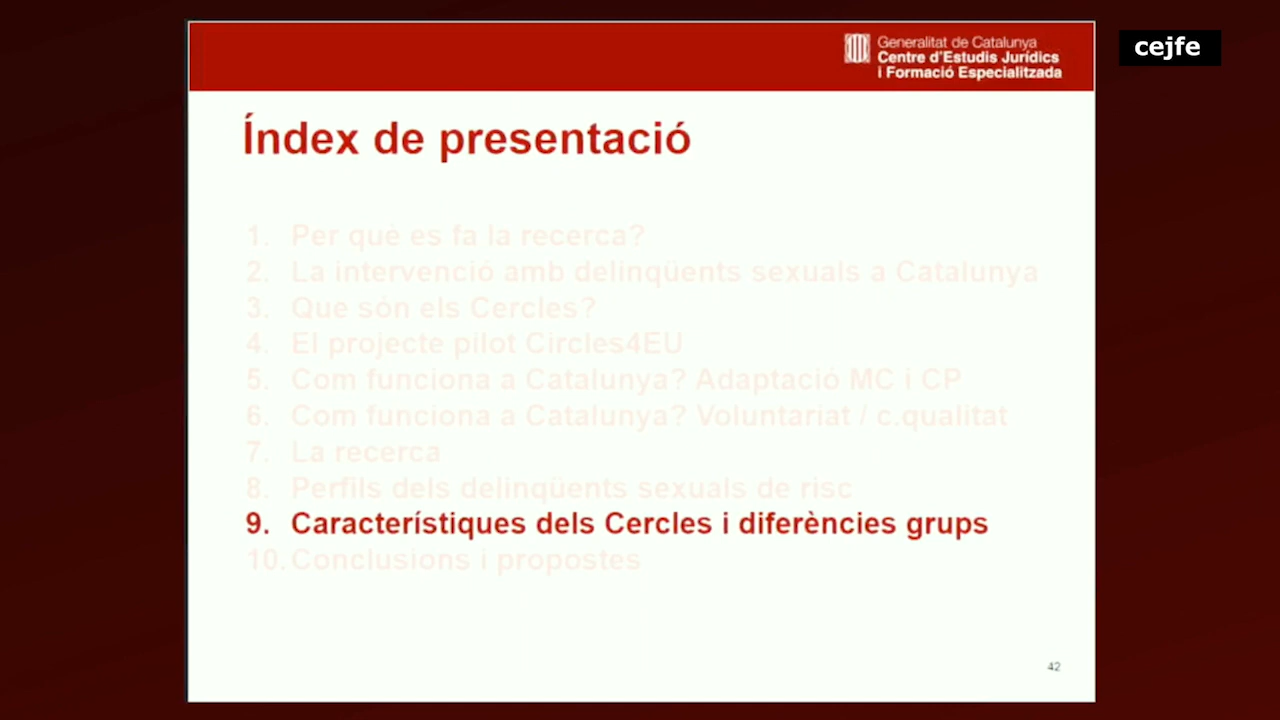 Generalitat de Catalunya
Centre d'Estudis Jurídics
i Formació Especialitzada
cejfe
Índex de presentació
1. Per què es fa la recerca?
2. La intervenció amb delinqüents sexuals a Catalunya
3. Que són els Cercles?
4. El projecte pilot Circles4EU
5. Com funciona a Catalunya? Adaptació MC i CP
6. Com funciona a Catalunya? Voluntariat / c.qualitat
7. La recerca
8. Perfils dels delinqüents sexuals de risc
9. Característiques dels Cercles i diferències grups
10. Conclusions i propostes
42